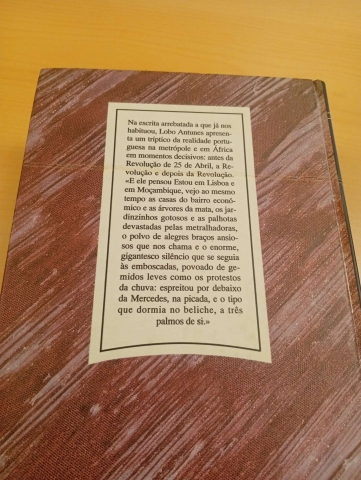 Na escrita arrebatada a que já nos
habituou, Lobo Antunes apresen-
ta um tríptico da realidade portu-
guesa na metrópole e em África
em momentos decisivos: antes da
Revolução de 25 de Abril, a Re-
volução e depois da Revolução.
«E ele pensou Estou em Lisboa e
em Moçambique, vejo ao mesmo
tempo as casas do bairro econó-
mico e as árvores da mata, os jar-
dinzinhos gotosos e as palhotas
devastadas pelas metralhadoras,
o polvo de alegres braços ansio-
sos que nos chama e o enorme,
gigantesco silêncio que se seguia
às emboscadas, povoado de ge-
midos leves como os protestos
da chuva: espreitou por debaixo
da Mercedes, na picada, e o tipo
que dormia no beliche, a três
palmos de si.»